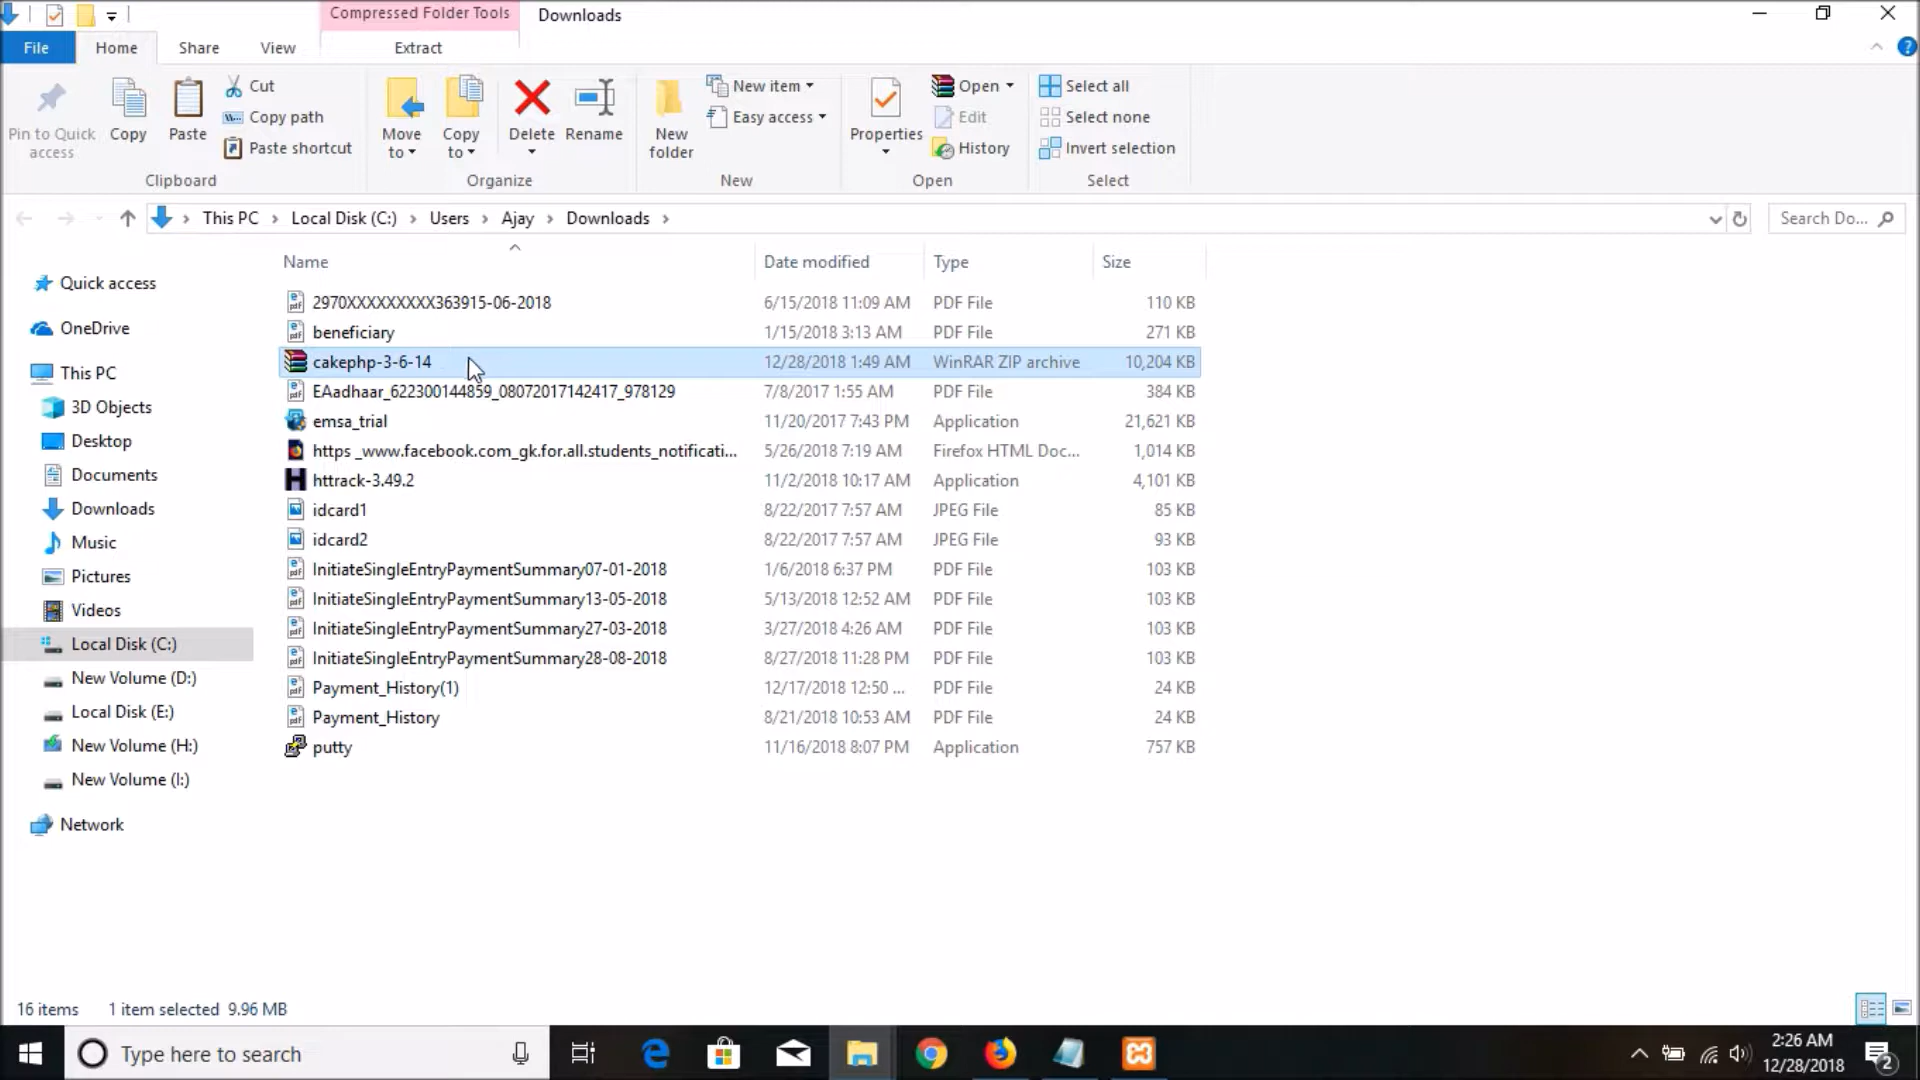 Compressed Folder Tools
Downloads
File
Home
Share
View
Extract
Pin to Quick access
Copy
Paste
Cut
Copy path
Paste shortcut
Move to
Copy to
Delete
Rename
New folder
New item
Easy access
Properties
Open
Edit
History
Select all
Select none
Invert selection
Clipboard
Organize
New
Open
Select
This PC > Local Disk (C:) > Users > Ajay > Downloads >
Search Do...
Name Date modified Type Size
Quick access
OneDrive
This PC
3D Objects
Desktop
Documents
Downloads
Music
Pictures
Videos
Local Disk (C:)
New Volume (D:)
Local Disk (E:)
New Volume (H:)
New Volume (I:)
Network
2970XXXXXXXXX363915-06-2018 6/15/2018 11:09 AM PDF File 110 KB
beneficiary 1/15/2018 3:13 AM PDF File 271 KB
cakephp-3-6-14 12/28/2018 1:49 AM WinRAR ZIP archive 10,204 KB
EAadhaar_622300144859_08072017142417_978129 7/8/2017 1:55 AM PDF File 384 KB
emsa_trial 11/20/2017 7:43 PM Application 21,621 KB
https _www.facebook.com_gk.for.all.students_notificati... 5/26/2018 7:19 AM Firefox HTML Doc... 1,014 KB
httrack-3.49.2 11/2/2018 10:17 AM Application 4,101 KB
idcard1 8/22/2017 7:57 AM JPEG File 85 KB
idcard2 8/22/2017 7:57 AM JPEG File 93 KB
InitiateSingleEntryPaymentSummary07-01-2018 1/6/2018 6:37 PM PDF File 103 KB
InitiateSingleEntryPaymentSummary13-05-2018 5/13/2018 12:52 AM PDF File 103 KB
InitiateSingleEntryPaymentSummary27-03-2018 3/27/2018 4:26 AM PDF File 103 KB
InitiateSingleEntryPaymentSummary28-08-2018 8/27/2018 11:28 PM PDF File 103 KB
Payment_History(1) 12/17/2018 12:50 ... PDF File 24 KB
Payment_History 8/21/2018 10:53 AM PDF File 24 KB
putty 11/16/2018 8:07 PM Application 757 KB
16 items 1 item selected 9.96 MB
Type here to search
2:26 AM
12/28/2018
2